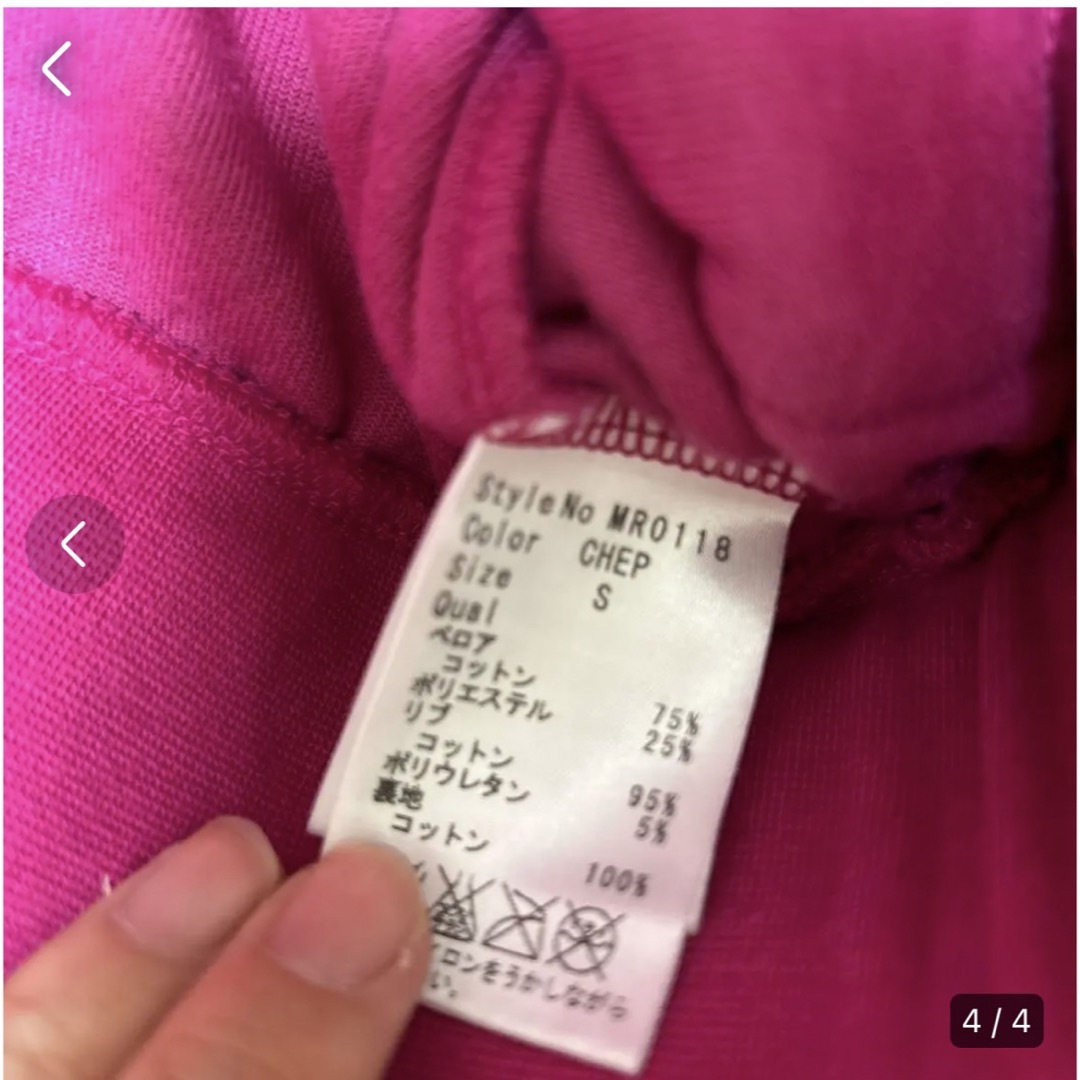 StyleNo MR0118
Color CHEP
Size S
Qual
ベロア
コットン 75%
ポリエステル 25%
リブ
コットン 95%
ポリウレタン 5%
裏地
コットン 100%
イロンをうかしながら
い。
4 / 4